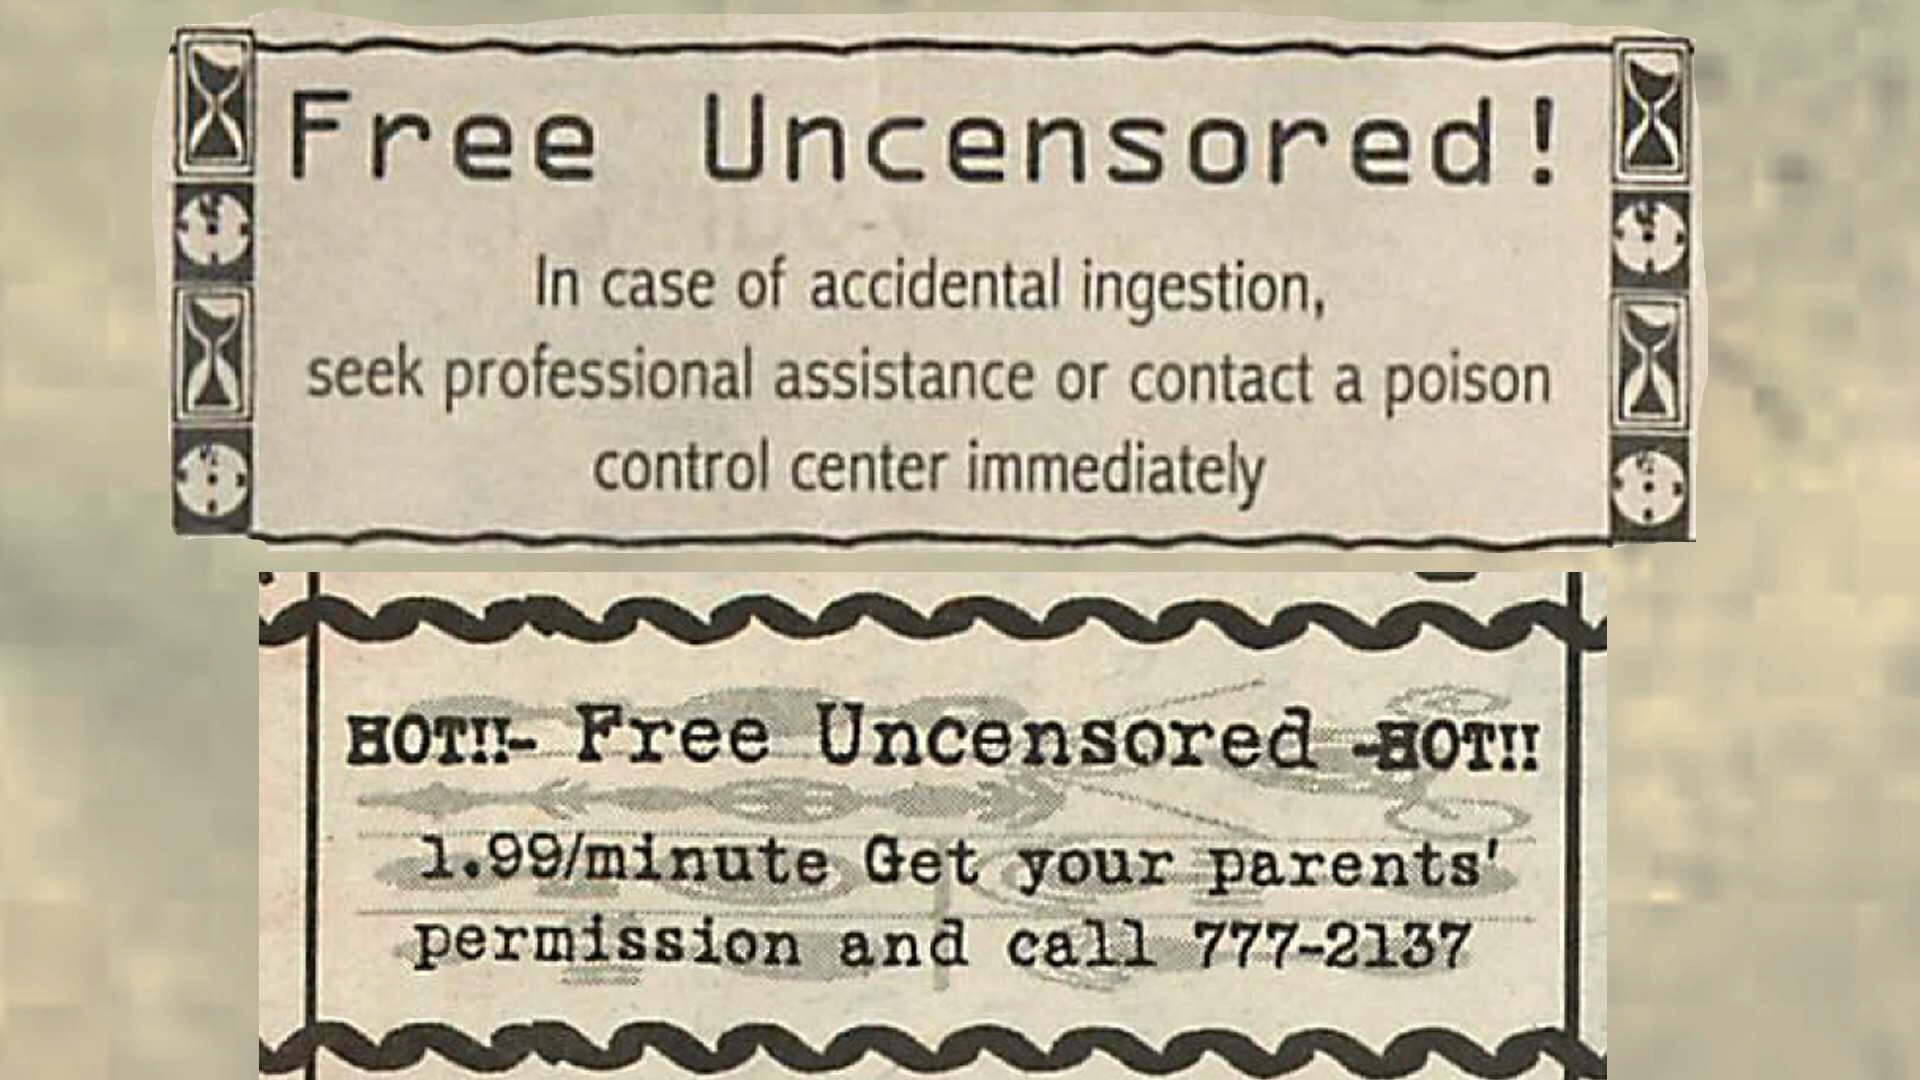 Free Uncensored!
In case of accidental ingestion,
seek professional assistance or contact a poison
control center immediately
HOT!!- Free Uncensored -HOT!!
1.99/minute Get your parents'
permission and call 777-2137